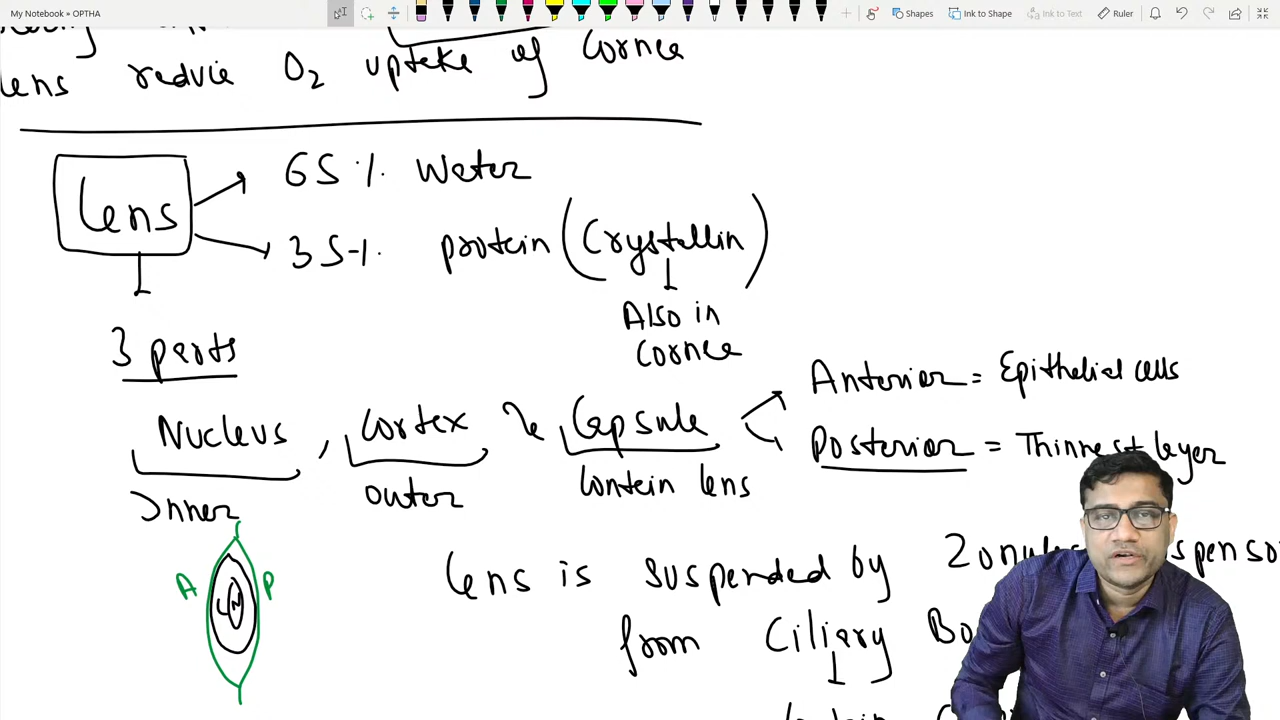 My Notebook » OPTHA
Shapes Ink to Shape Ink to Text Ruler
lens reduce O2 uptake of Cornea
Lens
65% Water
35% protein (Crystallin)
Also in
Cornea
3 parts
Nucleus, Cortex & Capsule
Anterior = Epithelial cells
Posterior = Thinnest layer
Inner
outer
Contain lens
A P
C N
Lens is suspended by
from Ciliary